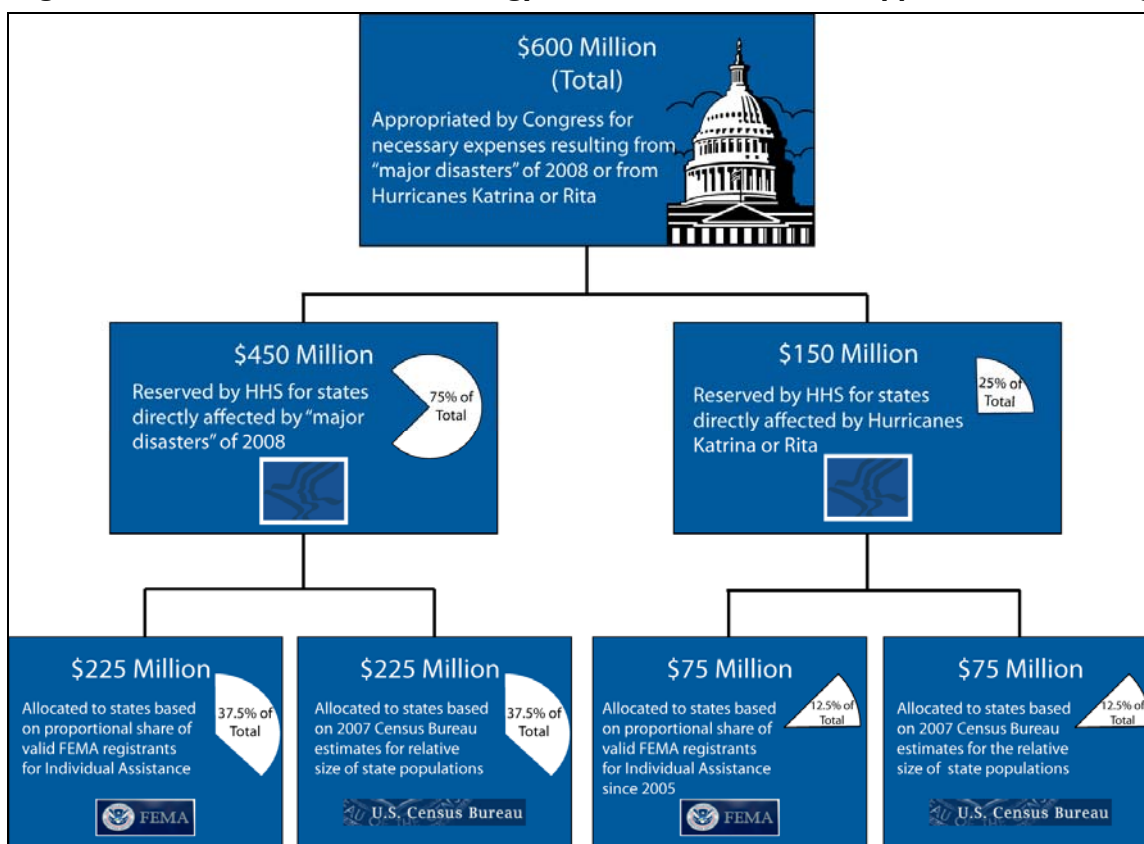 $600 Million
(Total)
Appropriated by Congress for
necessary expenses resulting from
“major disasters” of 2008 or from
Hurricanes Katrina or Rita
$450 Million
Reserved by HHS for states
directly affected by “major
disasters” of 2008
75% of
Total
$150 Million
Reserved by HHS for states
directly affected by Hurricanes
Katrina or Rita
25% of
Total
$225 Million
Allocated to states based
on proportional share of
valid FEMA registrants
for Individual Assistance
37.5% of
Total
FEMA
$225 Million
Allocated to states based
on 2007 Census Bureau
estimates for relative
size of state populations
37.5% of
Total
U.S. Census Bureau
$75 Million
Allocated to states based
on proportional share of
valid FEMA registrants
for Individual Assistance
since 2005
12.5% of
Total
FEMA
$75 Million
Allocated to states based
on 2007 Census Bureau
estimates for the relative
size of state populations
12.5% of
Total
U.S. Census Bureau